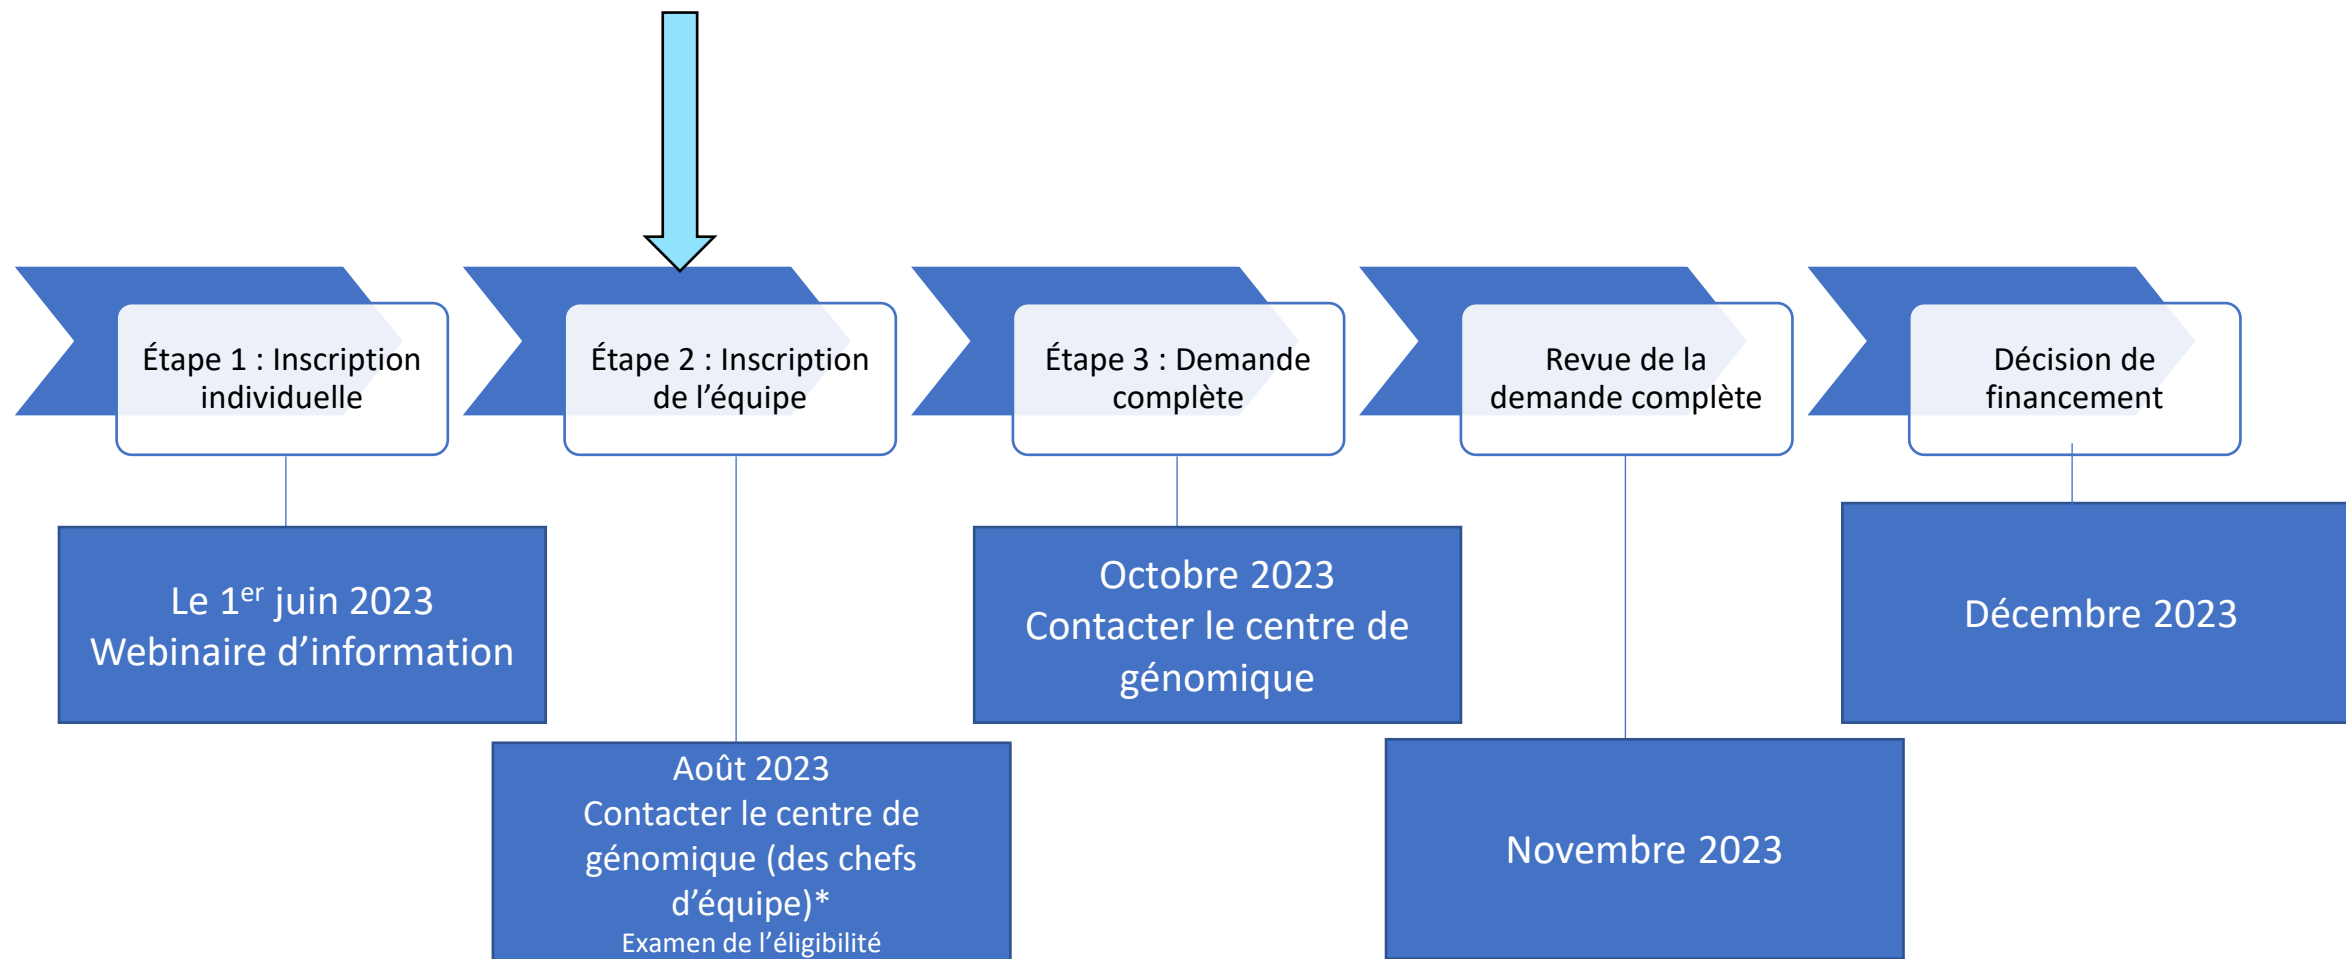 Étape 1 : Inscription
individuelle
Étape 2 : Inscription
de l’équipe
Étape 3 : Demande
complète
Revue de la
demande complète
Décision de
financement
Le 1er juin 2023
Webinaire d’information
Août 2023
Contacter le centre de
génomique (des chefs
d’équipe)*
Examen de l’éligibilité
Octobre 2023
Contacter le centre de
génomique
Novembre 2023
Décembre 2023